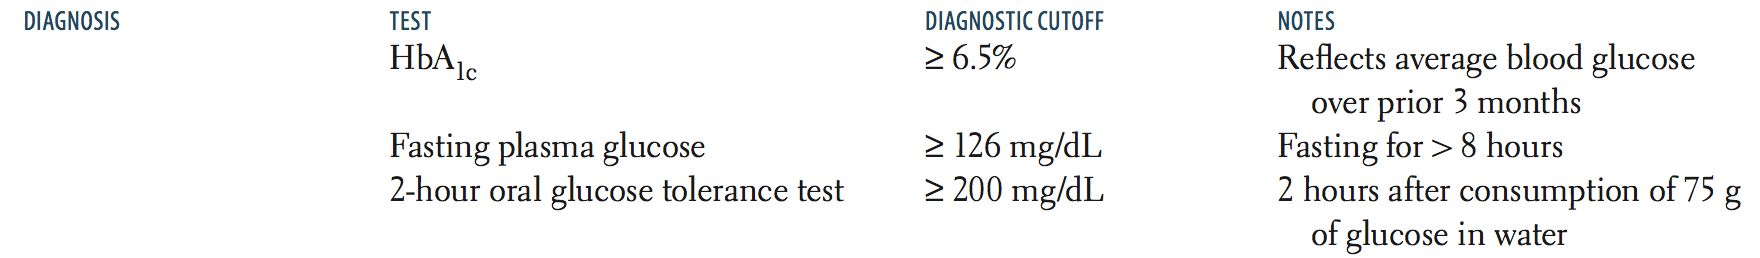 DIAGNOSIS TEST DIAGNOSTIC CUTOFF NOTES
HbA1c ≥ 6.5% Reflects average blood glucose
over prior 3 months
Fasting plasma glucose ≥ 126 mg/dL Fasting for > 8 hours
2-hour oral glucose tolerance test ≥ 200 mg/dL 2 hours after consumption of 75 g
of glucose in water